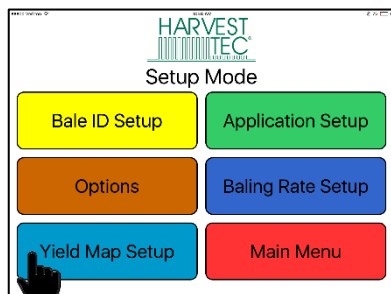 HARVEST
TEC
Setup Mode
Bale ID Setup
Application Setup
Options
Baling Rate Setup
Yield Map Setup
Main Menu